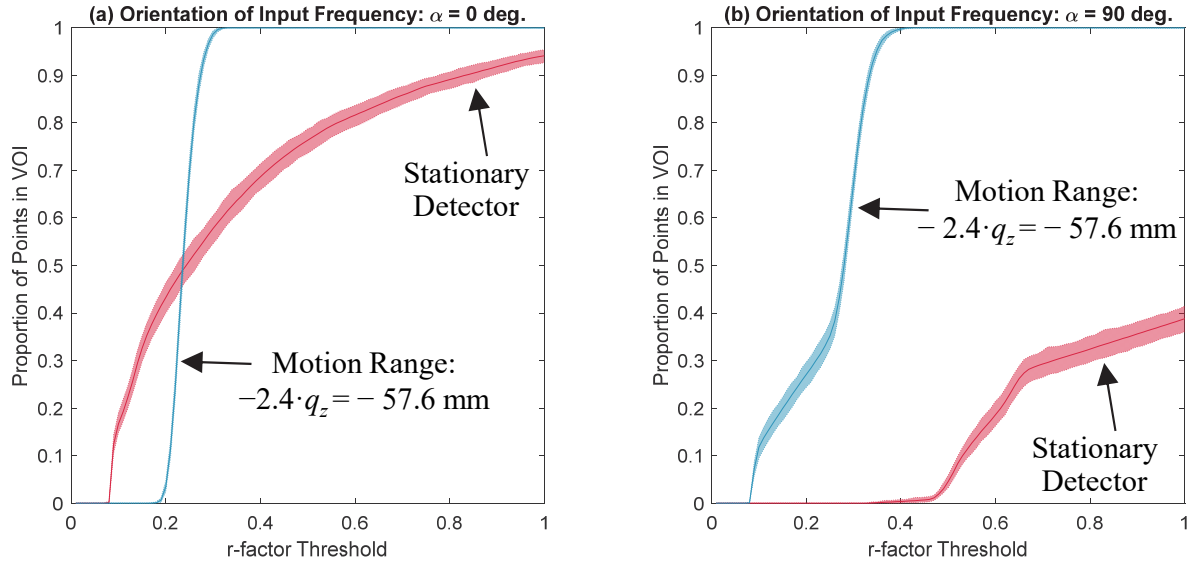 (a) Orientation of Input Frequency: α = 0 deg.
1
0.9
0.8
0.7
0.6
0.5
0.4
0.3
0.2
0.1
0
Proportion of Points in VOI
Stationary
Detector
Motion Range:
−2.4·q_z = − 57.6 mm
0
0.2
0.4
0.6
0.8
1
r-factor Threshold
(b) Orientation of Input Frequency: α = 90 deg.
1
0.9
0.8
0.7
0.6
0.5
0.4
0.3
0.2
0.1
0
Proportion of Points in VOI
Motion Range:
− 2.4·q_z = − 57.6 mm
Stationary
Detector
0
0.2
0.4
0.6
0.8
1
r-factor Threshold